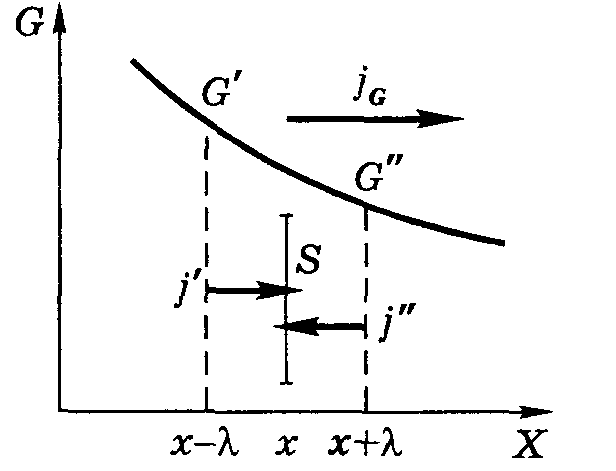 G
G′
j_G
G″
S
j′
j″
x−λ x x+λ X